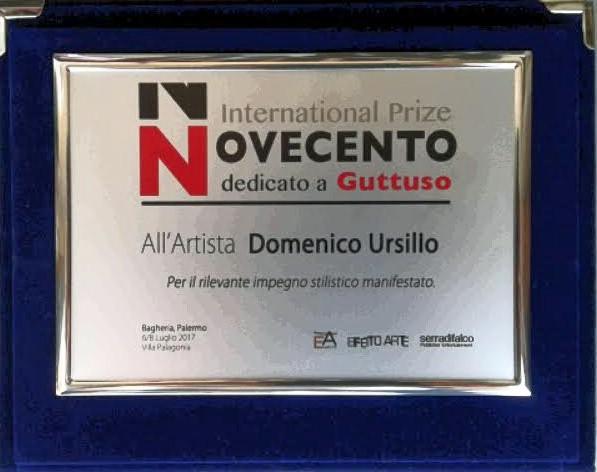 International Prize
NOVECENTO
dedicato a Guttuso
All'Artista Domenico Ursillo
Per il rilevante impegno stilistico manifestato.
Bagheria, Palermo
6/8 Luglio 2017
Villa Palagonia
EA EFFETTO ARTE
serradifalco